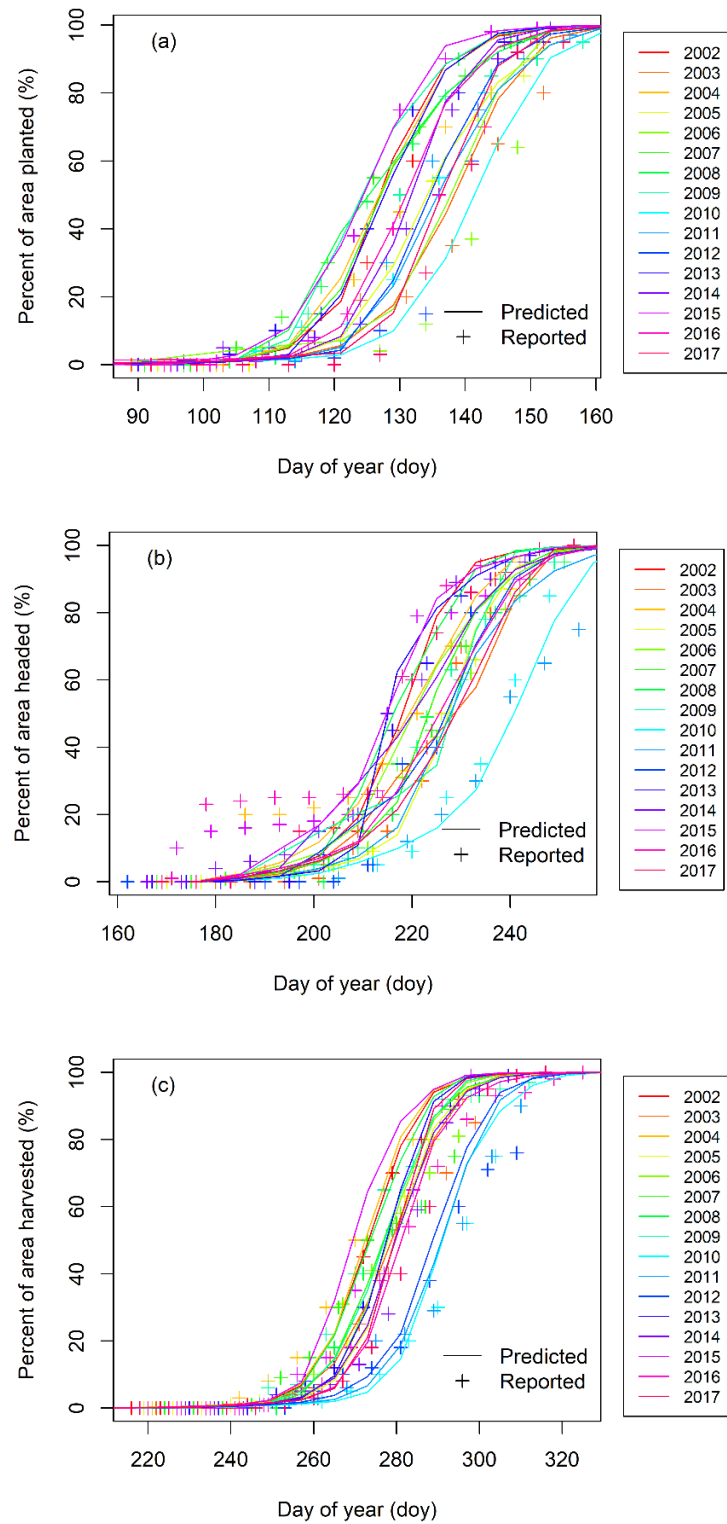 (a)
Percent of area planted (%)
0 20 40 60 80 100
Predicted
Reported
90 100 110 120 130 140 150 160
Day of year (doy)
2002
2003
2004
2005
2006
2007
2008
2009
2010
2011
2012
2013
2014
2015
2016
2017
(b)
Percent of area headed (%)
0 20 40 60 80 100
Predicted
Reported
160 180 200 220 240
Day of year (doy)
2002
2003
2004
2005
2006
2007
2008
2009
2010
2011
2012
2013
2014
2015
2016
2017
(c)
Percent of area harvested (%)
0 20 40 60 80 100
Predicted
Reported
220 240 260 280 300 320
Day of year (doy)
2002
2003
2004
2005
2006
2007
2008
2009
2010
2011
2012
2013
2014
2015
2016
2017